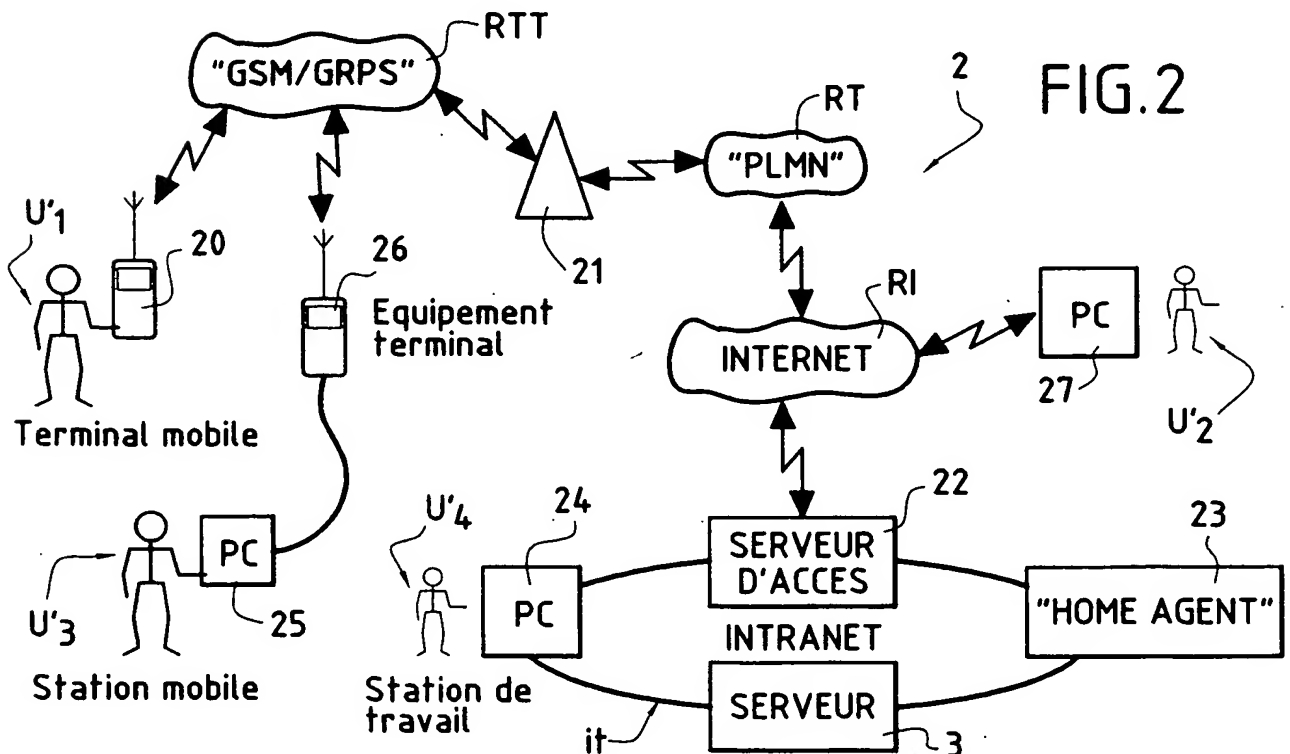 RTT
"GSM/GRPS"
2
FIG.2
RT
"PLMN"
U'1
20
26
21
RI
Equipement
terminal
INTERNET
PC
27
U'2
Terminal mobile
22
23
U'4
24
SERVEUR
D'ACCES
PC
25
U'3
PC
"HOME AGENT"
INTRANET
Station mobile
Station de
travail
SERVEUR
it
3